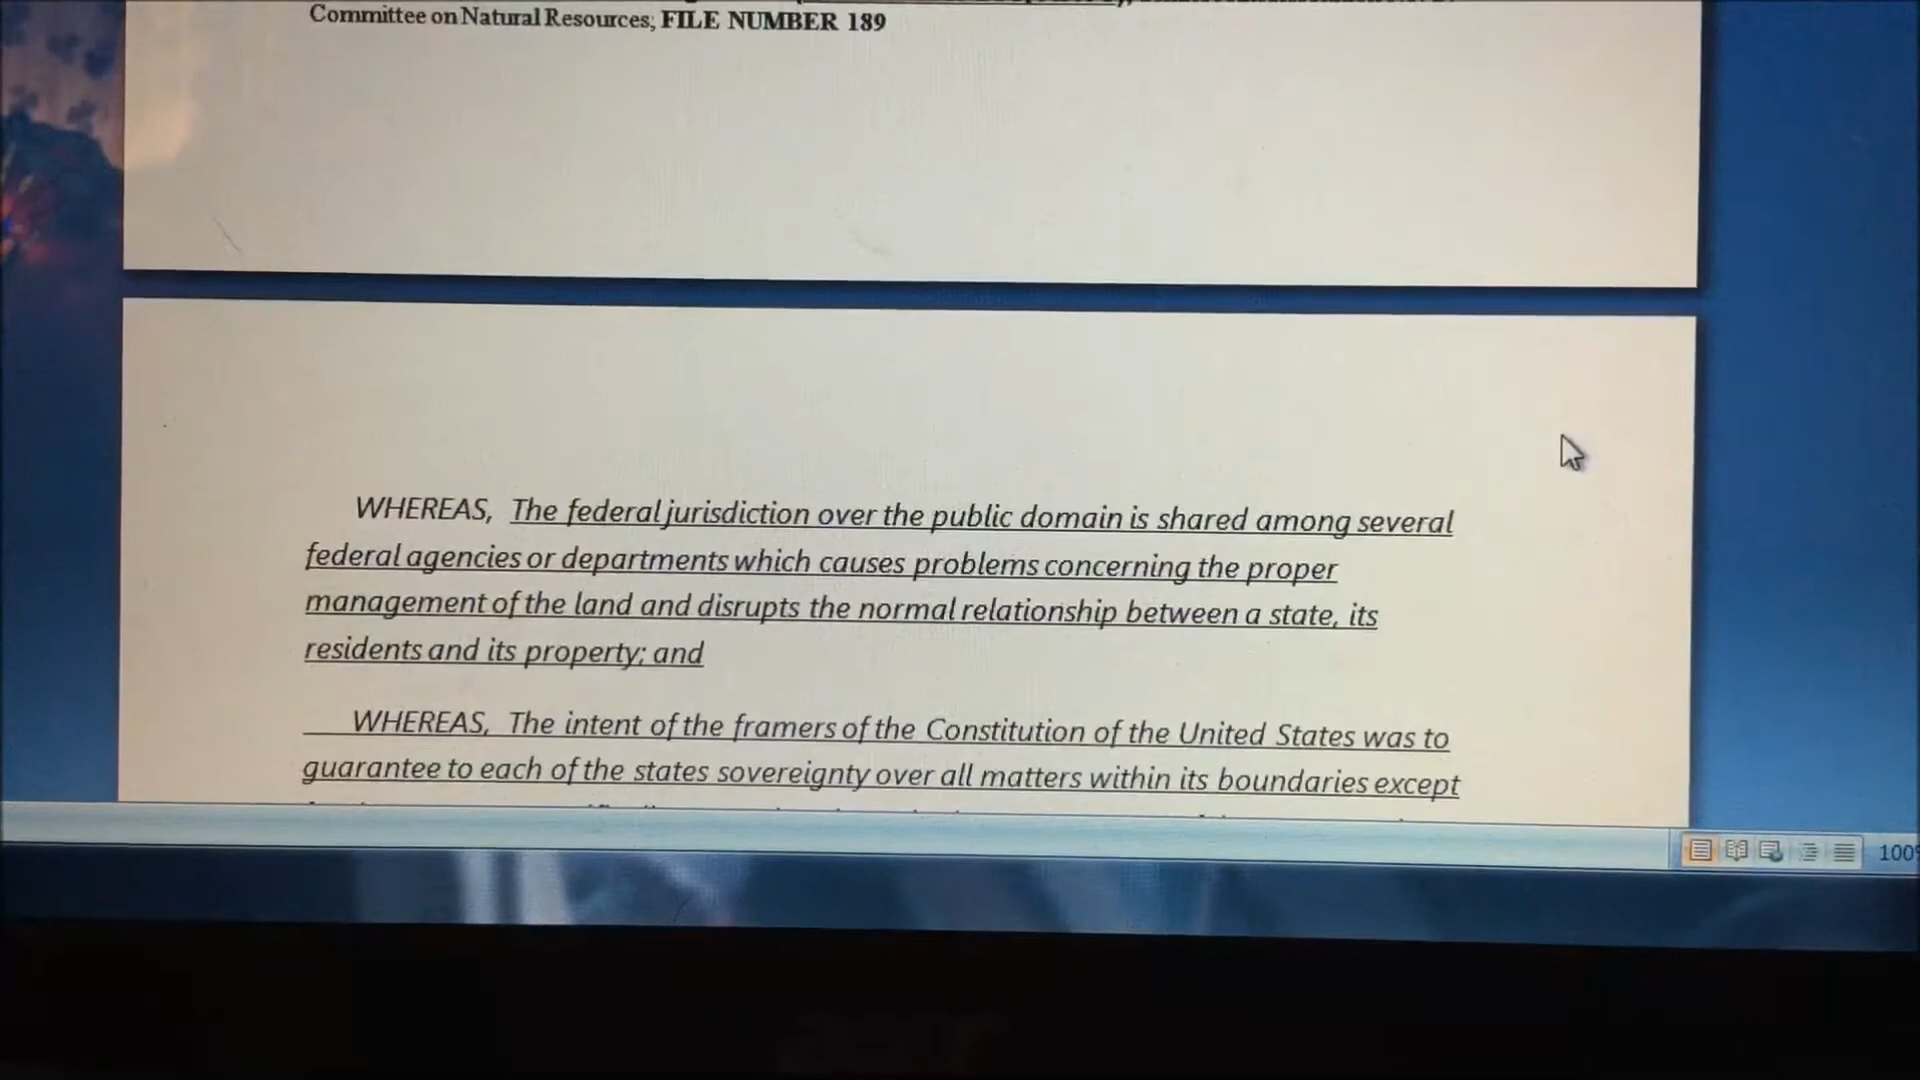 Committee on Natural Resources; FILE NUMBER 189
WHEREAS, The federal jurisdiction over the public domain is shared among several
federal agencies or departments which causes problems concerning the proper
management of the land and disrupts the normal relationship between a state, its
residents and its property; and
WHEREAS, The intent of the framers of the Constitution of the United States was to
guarantee to each of the states sovereignty over all matters within its boundaries except
100%